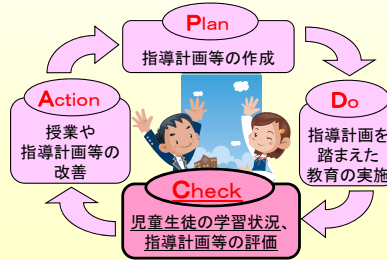 Plan
指導計画等の作成
Do
指導計画を
踏まえた
教育の実施
Check
児童生徒の学習状況、
指導計画等の評価
Action
授業や
指導計画等の
改善